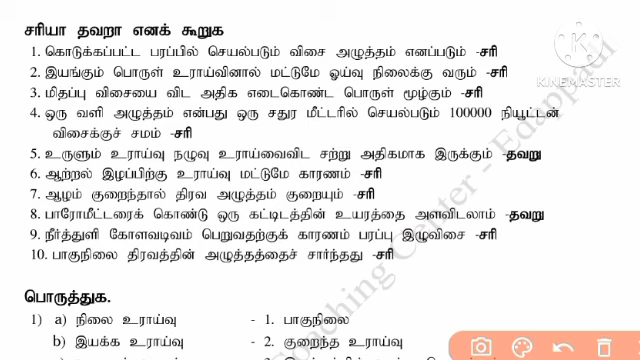 சரியா தவறா எனக் கூறுக
1. கொடுக்கப்பட்ட பரப்பில் செயல்படும் விசை அழுத்தம் எனப்படும் -சரி
2. இயங்கும் பொருள் உராய்வினால் மட்டுமே ஓய்வு நிலைக்கு வரும் -சரி
3. மிதப்பு விசையை விட அதிக எடைகொண்ட பொருள் மூழ்கும் -சரி
4. ஒரு வளி அழுத்தம் என்பது ஒரு சதுர மீட்டரில் செயல்படும் 100000 நியூட்டன்
விசைக்குச் சமம் -சரி
5. உருளும் உராய்வு நழுவு உராய்வைவிட சற்று அதிகமாக இருக்கும் -தவறு
6. ஆற்றல் இழப்பிற்கு உராய்வு மட்டுமே காரணம் -சரி
7. ஆழம் குறைந்தால் திரவ அழுத்தம் குறையும் -சரி
8. பாரோமீட்டரைக் கொண்டு ஒரு கட்டிடத்தின் உயரத்தை அளவிடலாம் -தவறு
9. நீர்த்துளி கோளவடிவம் பெறுவதற்குக் காரணம் பரப்பு இழுவிசை -சரி
10. பாகுநிலை திரவத்தின் அழுத்தத்தைச் சார்ந்தது -சரி
பொருத்துக.
1) a) நிலை உராய்வு - 1. பாகுநிலை
b) இயக்க உராய்வு - 2. குறைந்த உராய்வு
KINEMASTER
Coaching Center - Edappadi